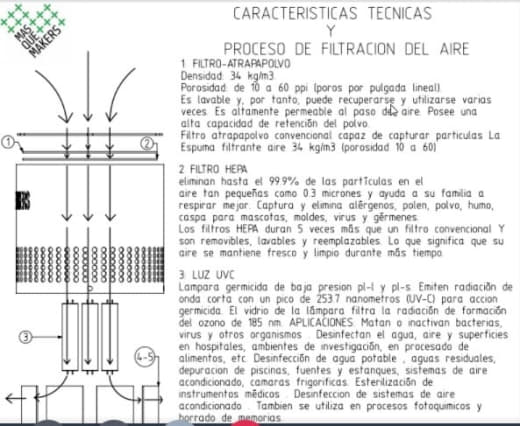 MAS
QUE
MAKERS
CARACTERISTICAS TECNICAS
Y
PROCESO DE FILTRACION DEL AIRE
1 FILTRO-ATRAPAPOLVO
Densidad: 34 kg/m3.
Porosidad: de 10 a 60 ppi (poros por pulgada lineal).
Es lavable y, por tanto, puede recuperarse y utilizarse varias
veces. Es altamente permeable al paso del aire. Posee una
alta capacidad de retención del polvo.
Filtro atrapapolvo convencional capaz de capturar particulas La
Espuma filtrante aire 34 kg/m3 (porosidad 10 a 60)
2 FILTRO HEPA
eliminan hasta el 99.9% de las partículas en el
aire tan pequeñas como 0.3 micrones y ayuda a su familia a
respirar mejor. Captura y elimina alérgenos, polen, polvo, humo,
caspa para mascotas, moldes, virus y gérmenes.
Los filtros HEPA duran 5 veces más que un filtro convencional Y
son removibles, lavables y reemplazables. Lo que significa que su
aire se mantiene fresco y limpio durante más tiempo.
3. LUZ UVC
Lampara germicida de baja presion pl-l y pl-s. Emiten radiación de
onda corta con un pico de 253.7 nanometros (UV-C) para accion
germicida. El vidrio de la lámpara filtra la radiación de formación
del ozono de 185 nm. APLICACIONES: Matan o inactivan bacterias,
virus y otros organismos . Desinfectan el agua, aire y superficies
en hospitales, ambientes de investigación, en procesado de
alimentos, etc. Desinfección de agua potable , aguas residuales,
depuracion de piscinas, fuentes y estanques, sistemas de aire
acondicionado, camaras frigorificas. Esterilización de
instrumentos médicos . Desinfeccion de sistemas de aire
acondicionado . Tambien se utiliza en procesos fotoquimicos y
borrado de memorias.
1
2
3
4-5